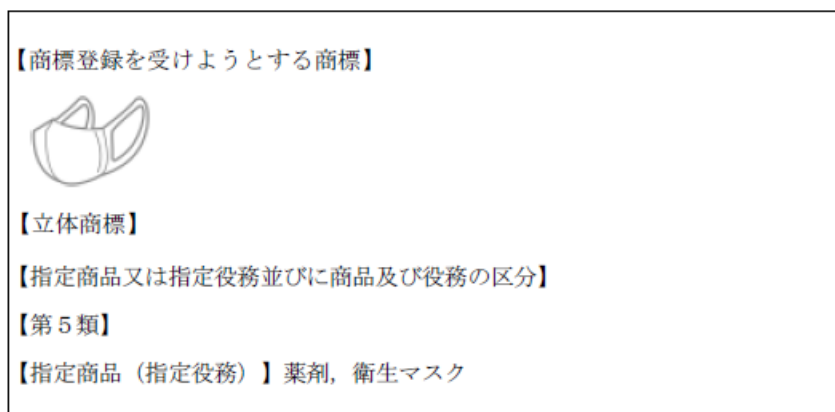 【商標登録を受けようとする商標】
【立体商標】
【指定商品又は指定役務並びに商品及び役務の区分】
【第５類】
【指定商品（指定役務）】薬剤，衛生マスク